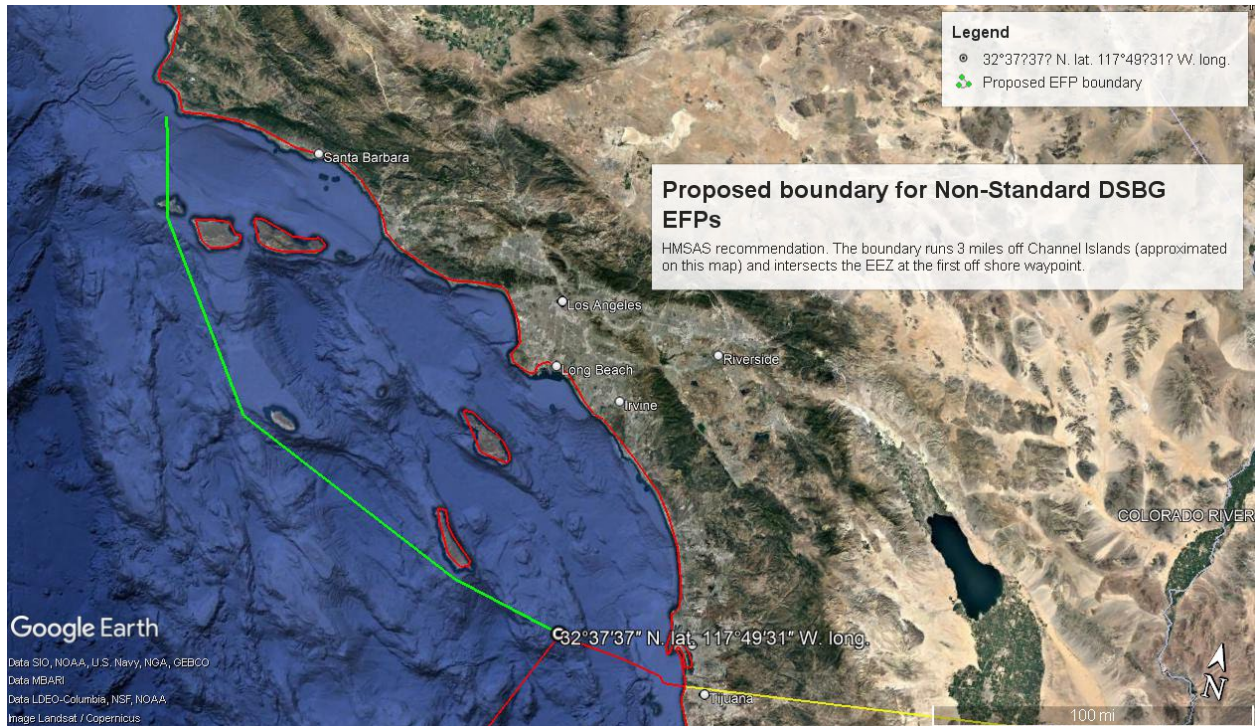 Legend
32°37?37? N. lat. 117°49?31? W. long.
Proposed EFP boundary
Santa Barbara
Proposed boundary for Non-Standard DSBG
EFPs
HMSAS recommendation. The boundary runs 3 miles off Channel Islands (approximated
on this map) and intersects the EEZ at the first off shore waypoint.
Los Angeles
Riverside
Long Beach
Irvine
COLORADO RIVER
Google Earth
32°37'37" N. lat. 117°49'31" W. long.
Data SIO, NOAA, U.S. Navy, NGA, GEBCO
Data MBARI
Data LDEO-Columbia, NSF, NOAA
Image Landsat / Copernicus
Tijuana
N
100 mi